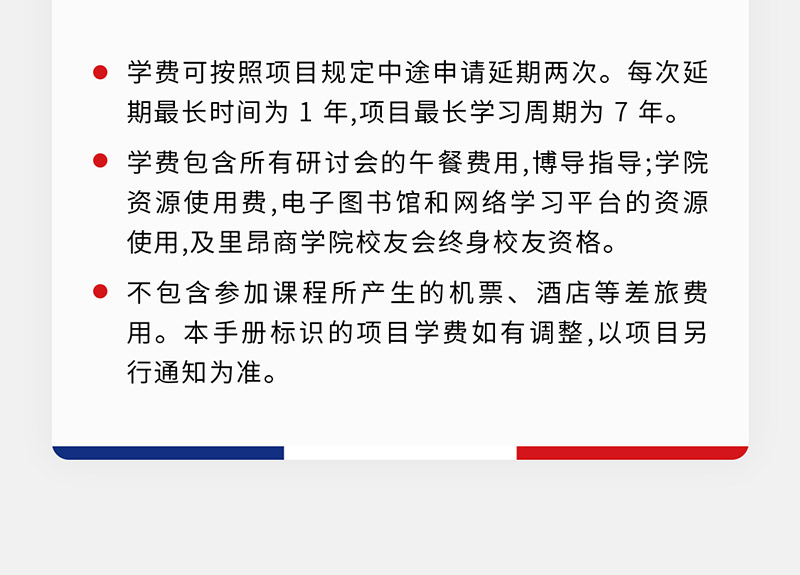 学费可按照项目规定中途申请延期两次。每次延
期最长时间为 1 年,项目最长学习周期为 7 年。
学费包含所有研讨会的午餐费用,博导指导;学院
资源使用费,电子图书馆和网络学习平台的资源
使用,及里昂商学院校友会终身校友资格。
不包含参加课程所产生的机票、酒店等差旅费
用。本手册标识的项目学费如有调整,以项目另
行通知为准。